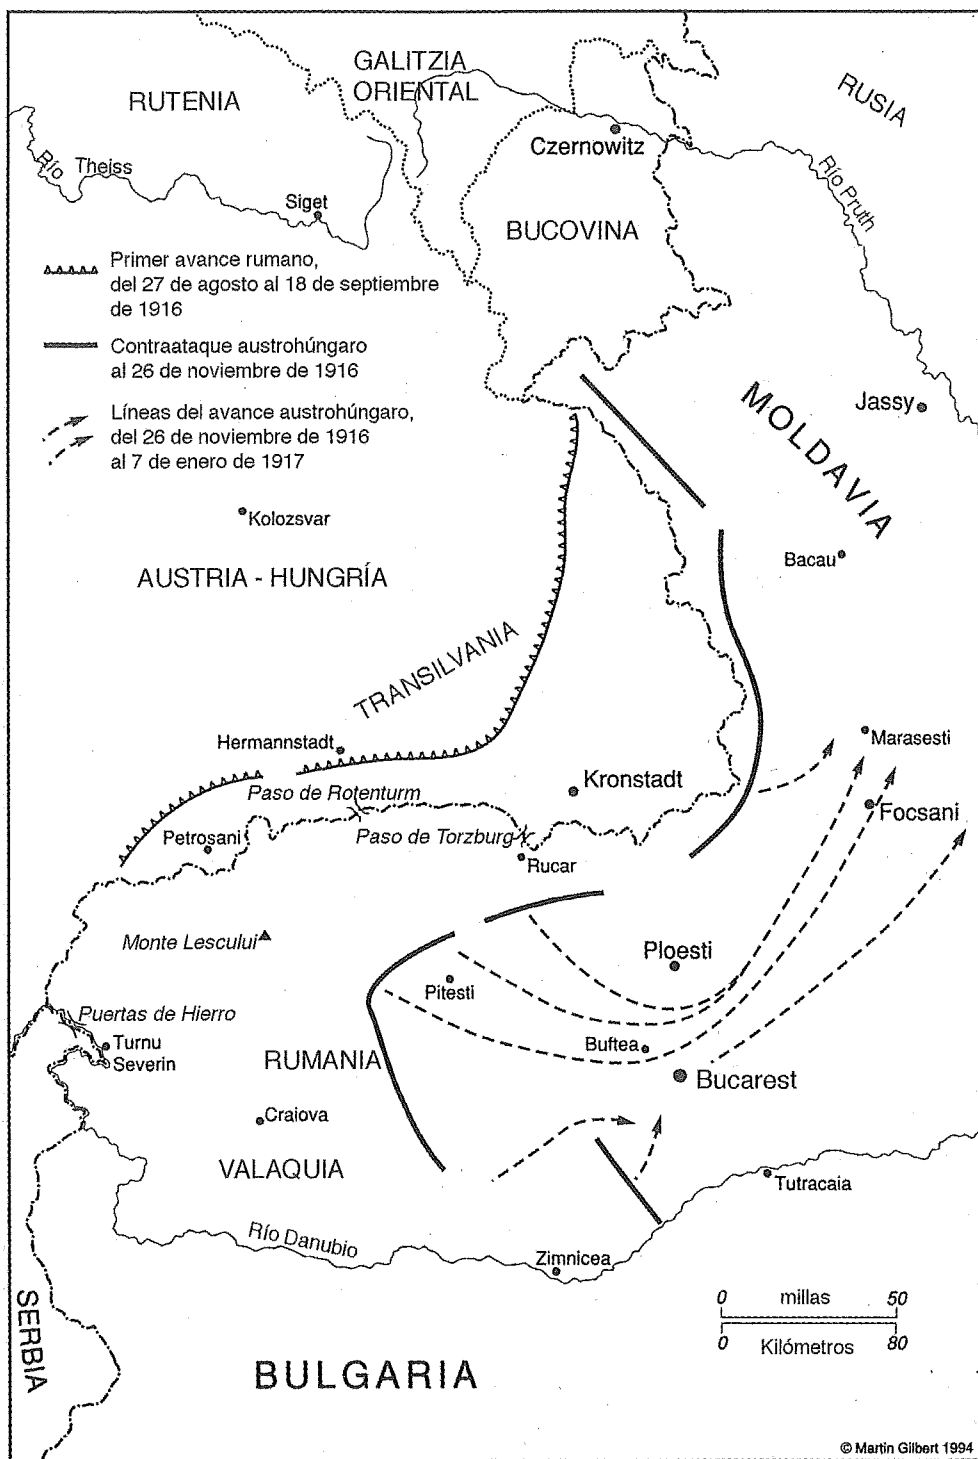 GALITZIA
ORIENTAL
RUTENIA
RUSIA
Czernowitz
Río Theiss
Río Pruth
Siget
BUCOVINA
Primer avance rumano,
del 27 de agosto al 18 de septiembre
de 1916
Contraataque austrohúngaro
al 26 de noviembre de 1916
Líneas del avance austrohúngaro,
del 26 de noviembre de 1916
al 7 de enero de 1917
Jassy
MOLDAVIA
Kolozsvar
Bacau
AUSTRIA - HUNGRÍA
TRANSILVANIA
Hermannstadt
Marasesti
Kronstadt
Paso de Rotenturm
Focsani
Petrosani
Paso de Torzburg
Rucar
Monte Lescului
Ploesti
Pitesti
Puertas de Hierro
Turnu
Severin
Buftea
RUMANIA
Bucarest
Craiova
VALAQUIA
Tutracaia
Río Danubio
Zimnicea
SERBIA
0 millas 50
0 Kilómetros 80
BULGARIA
© Martin Gilbert 1994